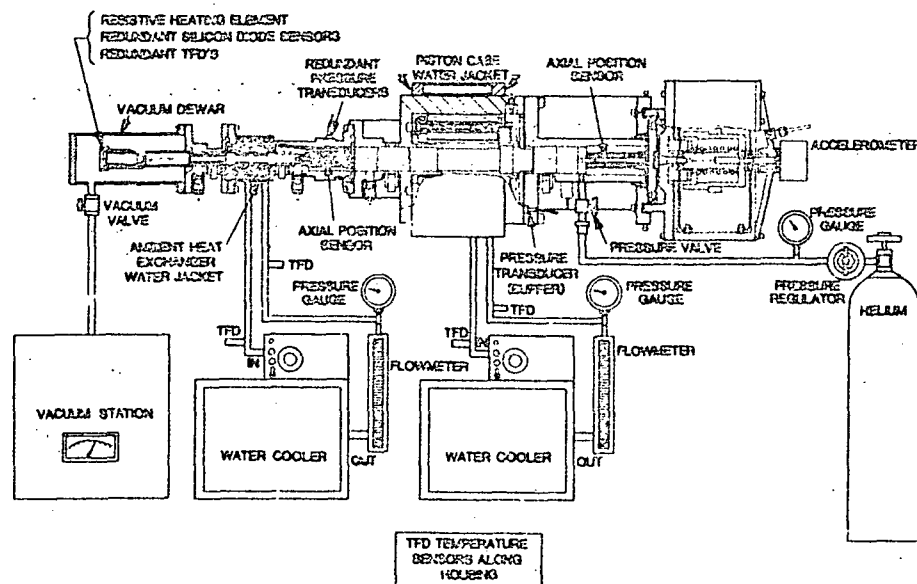 RESISTIVE HEATING ELEMENT
REDUNDANT SILICON DIODE SENSORS
REDUNDANT TFD'S
VACUUM DEWAR
REDUNDANT
PRESSURE
TRANSDUCERS
PISTON CASE
WATER JACKET
AXIAL POSITION
SENSOR
ACCELEROMETER
VACUUM
VALVE
AMBIENT HEAT
EXCHANGER
WATER JACKET
AXIAL POSITION
SENSOR
PRESSURE
TRANSDUCER
(BUFFER)
PRESSURE VALVE
PRESSURE
GAUGE
PRESSURE
REGULATOR
HELIUM
TFD
PRESSURE
GAUGE
TFD
IN
FLOWMETER
TFD
PRESSURE
GAUGE
TFD
IN
FLOWMETER
VACUUM STATION
WATER COOLER
OUT
WATER COOLER
OUT
TFD TEMPERATURE
SENSORS ALONG
HOUSING